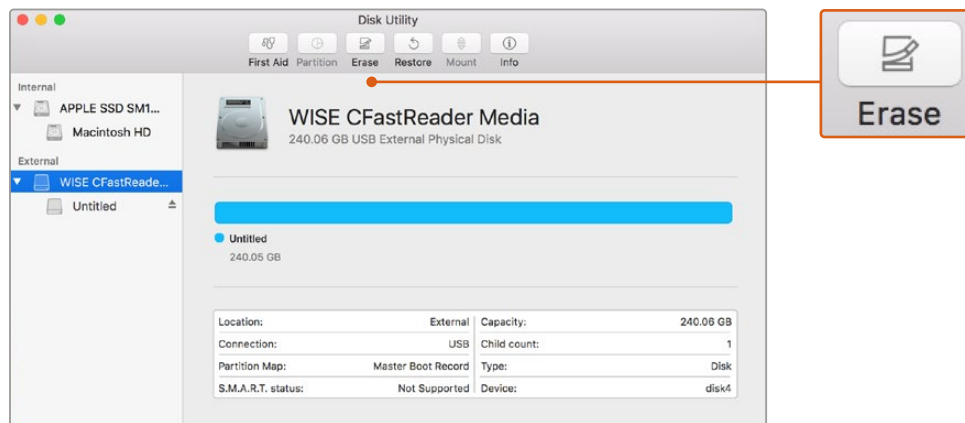 Disk Utility
First Aid Partition Erase Restore Mount Info
Erase
Internal
APPLE SSD SM1...
Macintosh HD
External
WISE CFastReade...
Untitled
WISE CFastReader Media
240.06 GB USB External Physical Disk
Untitled
240.05 GB
Location: External Capacity: 240.06 GB
Connection: USB Child count: 1
Partition Map: Master Boot Record Type: Disk
S.M.A.R.T. status: Not Supported Device: disk4